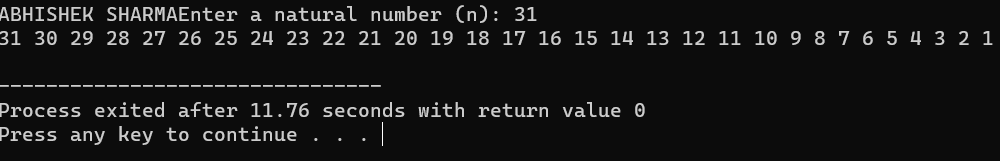 ABHISHEK SHARMAEnter a natural number (n): 31
31 30 29 28 27 26 25 24 23 22 21 20 19 18 17 16 15 14 13 12 11 10 9 8 7 6 5 4 3 2 1
--------------------------------
Process exited after 11.76 seconds with return value 0
Press any key to continue . . .